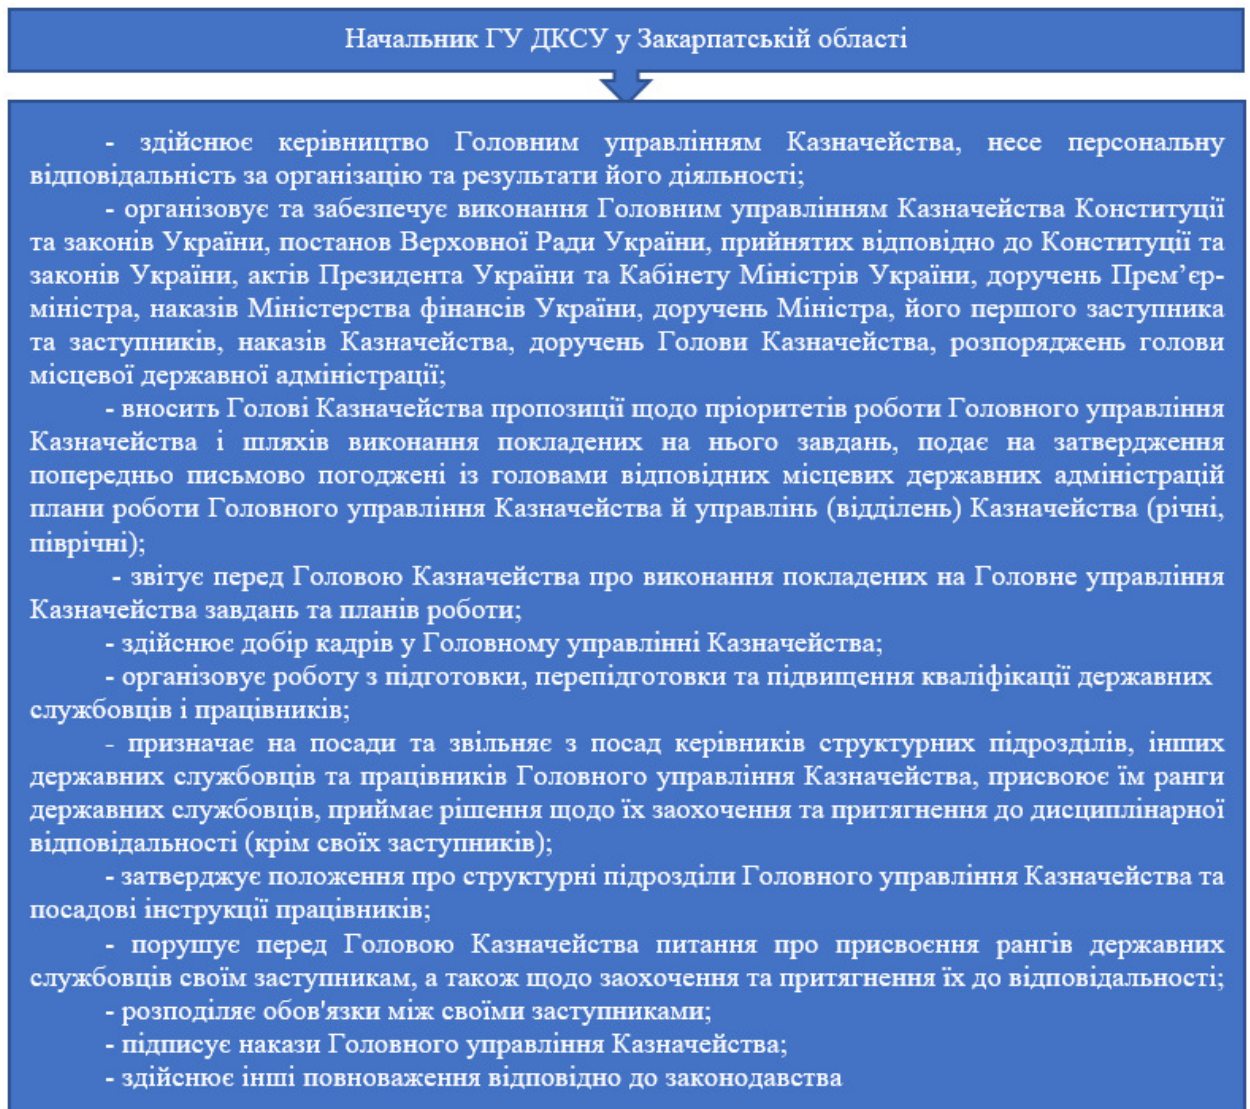 Начальник ГУ ДКСУ у Закарпатській області
- здійснює керівництво Головним управлінням Казначейства, несе персональну
відповідальність за організацію та результати його діяльності;
- організовує та забезпечує виконання Головним управлінням Казначейства Конституції
та законів України, постанов Верховної Ради України, прийнятих відповідно до Конституції та
законів України, актів Президента України та Кабінету Міністрів України, доручень Прем’єр-
міністра, наказів Міністерства фінансів України, доручень Міністра, його першого заступника
та заступників, наказів Казначейства, доручень Голови Казначейства, розпоряджень голови
місцевої державної адміністрації;
- вносить Голові Казначейства пропозиції щодо пріоритетів роботи Головного управління
Казначейства і шляхів виконання покладених на нього завдань, подає на затвердження
попередньо письмово погоджені із головами відповідних місцевих державних адміністрацій
плани роботи Головного управління Казначейства й управлінь (відділень) Казначейства (річні,
піврічні);
- звітує перед Головою Казначейства про виконання покладених на Головне управління
Казначейства завдань та планів роботи;
- здійснює добір кадрів у Головному управлінні Казначейства;
- організовує роботу з підготовки, перепідготовки та підвищення кваліфікації державних
службовців і працівників;
- призначає на посади та звільняє з посад керівників структурних підрозділів, інших
державних службовців та працівників Головного управління Казначейства, присвоює їм ранги
державних службовців, приймає рішення щодо їх заохочення та притягнення до дисциплінарної
відповідальності (крім своїх заступників);
- затверджує положення про структурні підрозділи Головного управління Казначейства та
посадові інструкції працівників;
- порушує перед Головою Казначейства питання про присвоєння рангів державних
службовців своїм заступникам, а також щодо заохочення та притягнення їх до відповідальності;
- розподіляє обов'язки між своїми заступниками;
- підписує накази Головного управління Казначейства;
- здійснює інші повноваження відповідно до законодавства